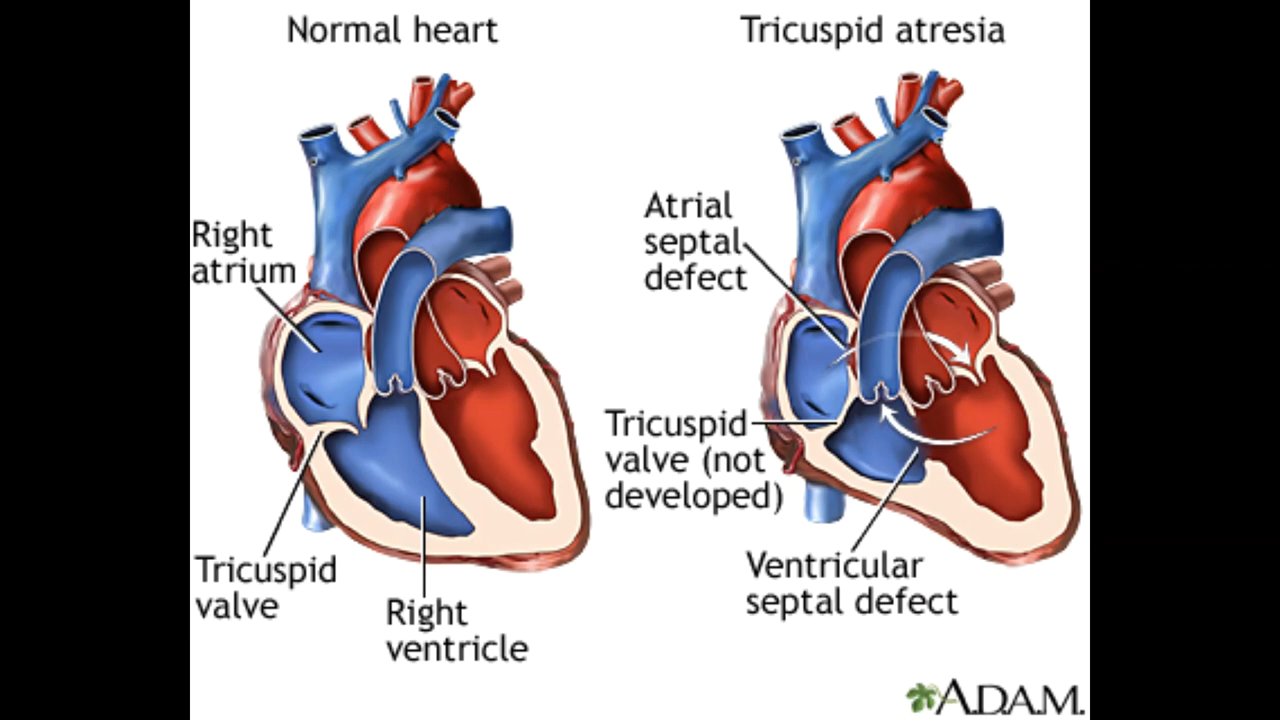 Normal heart
Right
atrium
Tricuspid
valve
Right
ventricle
Tricuspid atresia
Atrial
septal
defect
Tricuspid
valve (not
developed)
Ventricular
septal defect
A.D.A.M.